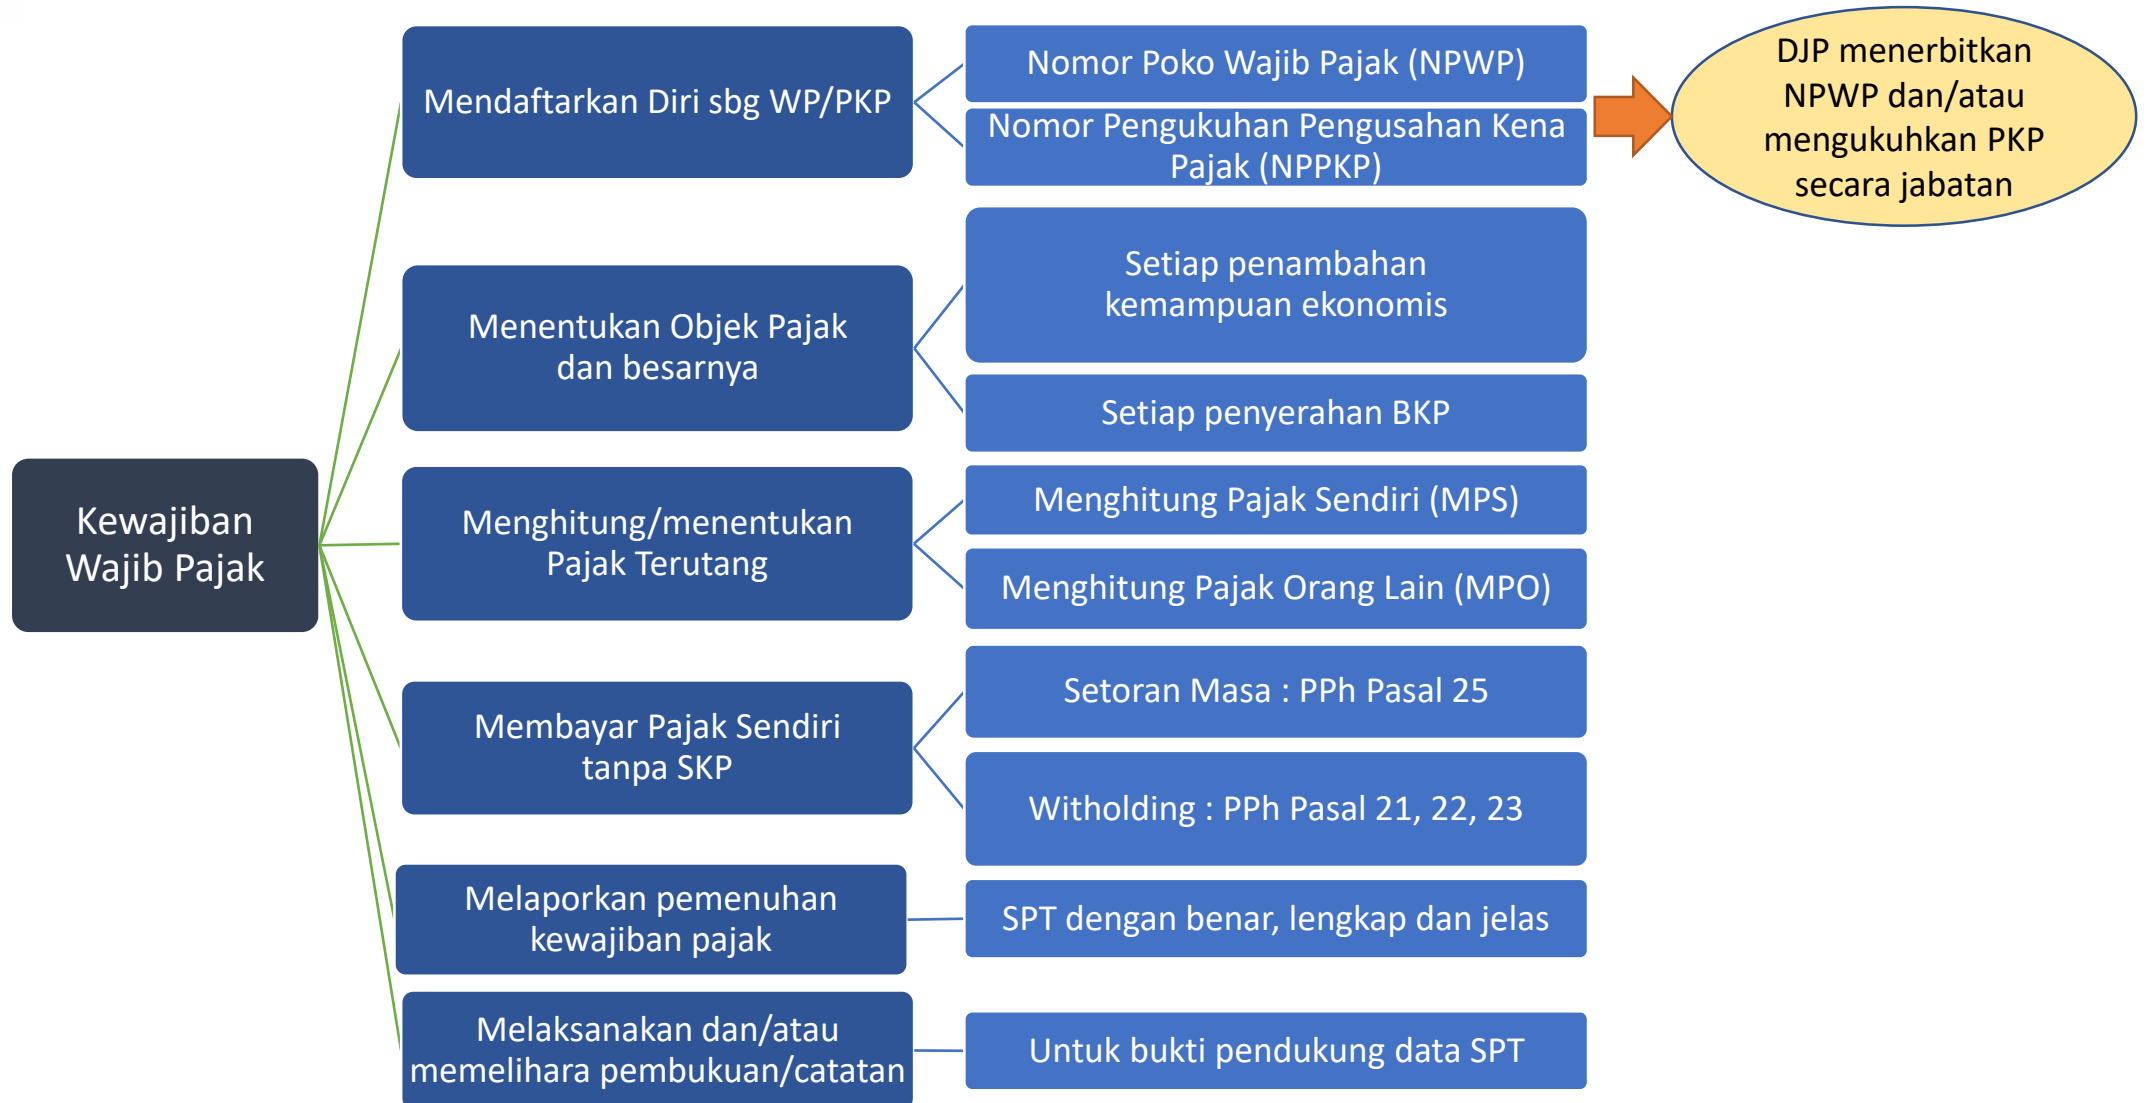 Kewajiban
Wajib Pajak
Mendaftarkan Diri sbg WP/PKP
Nomor Poko Wajib Pajak (NPWP)
Nomor Pengukuhan Pengusahan Kena
Pajak (NPPKP)
DJP menerbitkan
NPWP dan/atau
mengukuhkan PKP
secara jabatan
Menentukan Objek Pajak
dan besarnya
Setiap penambahan
kemampuan ekonomis
Setiap penyerahan BKP
Menghitung/menentukan
Pajak Terutang
Menghitung Pajak Sendiri (MPS)
Menghitung Pajak Orang Lain (MPO)
Membayar Pajak Sendiri
tanpa SKP
Setoran Masa : PPh Pasal 25
Witholding : PPh Pasal 21, 22, 23
Melaporkan pemenuhan
kewajiban pajak
SPT dengan benar, lengkap dan jelas
Melaksanakan dan/atau
memelihara pembukuan/catatan
Untuk bukti pendukung data SPT